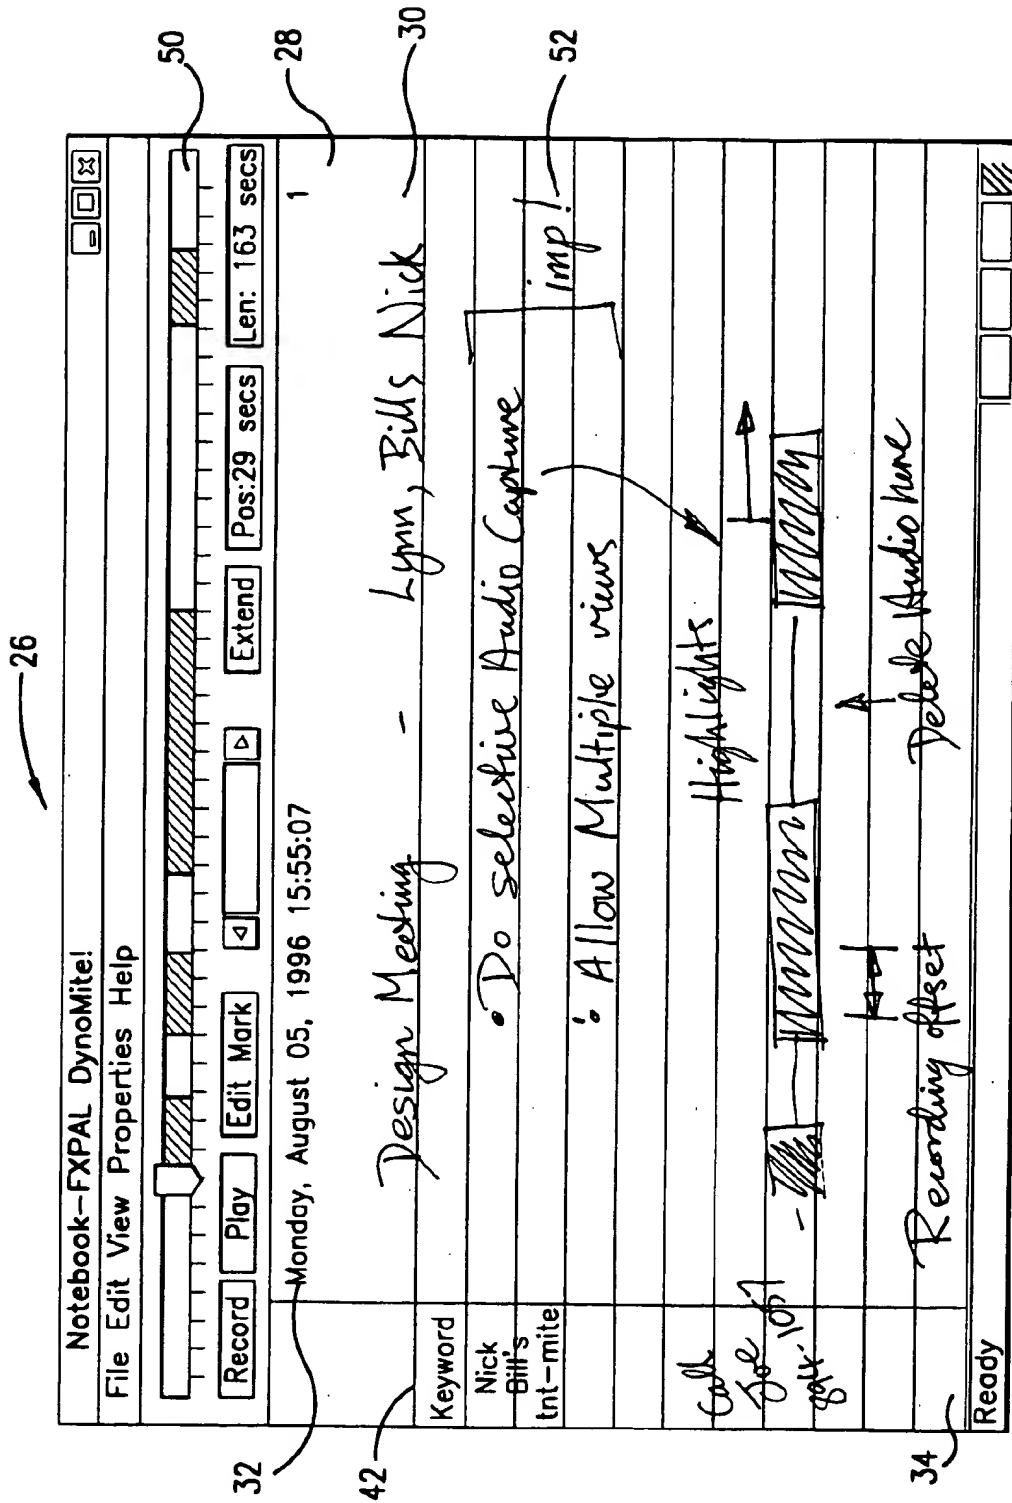 26
Notebook-FXPAL DynoMite!
File Edit View Properties Help
50
Record Play Edit Mark Extend Pos:29 secs Len: 163 secs
32
Monday, August 05, 1996 15:55:07
1
28
Design Meeting - Lynn, Bills Nick
30
42
Keyword
Nick
Bill's
tnt-mite
• Do selective Audio Capture
imp!
52
Allow Multiple views
Highlights
Call
Joe
Recording offset
Delete Audio here
34
Ready